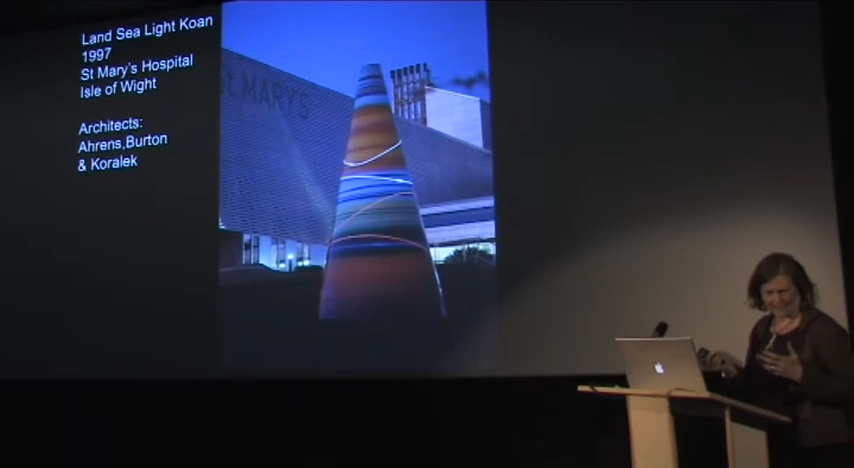 Land Sea Light Koan
1997
St Mary's Hospital
Isle of Wight
Architects:
Ahrens,Burton
& Koralek
ST MARY'S